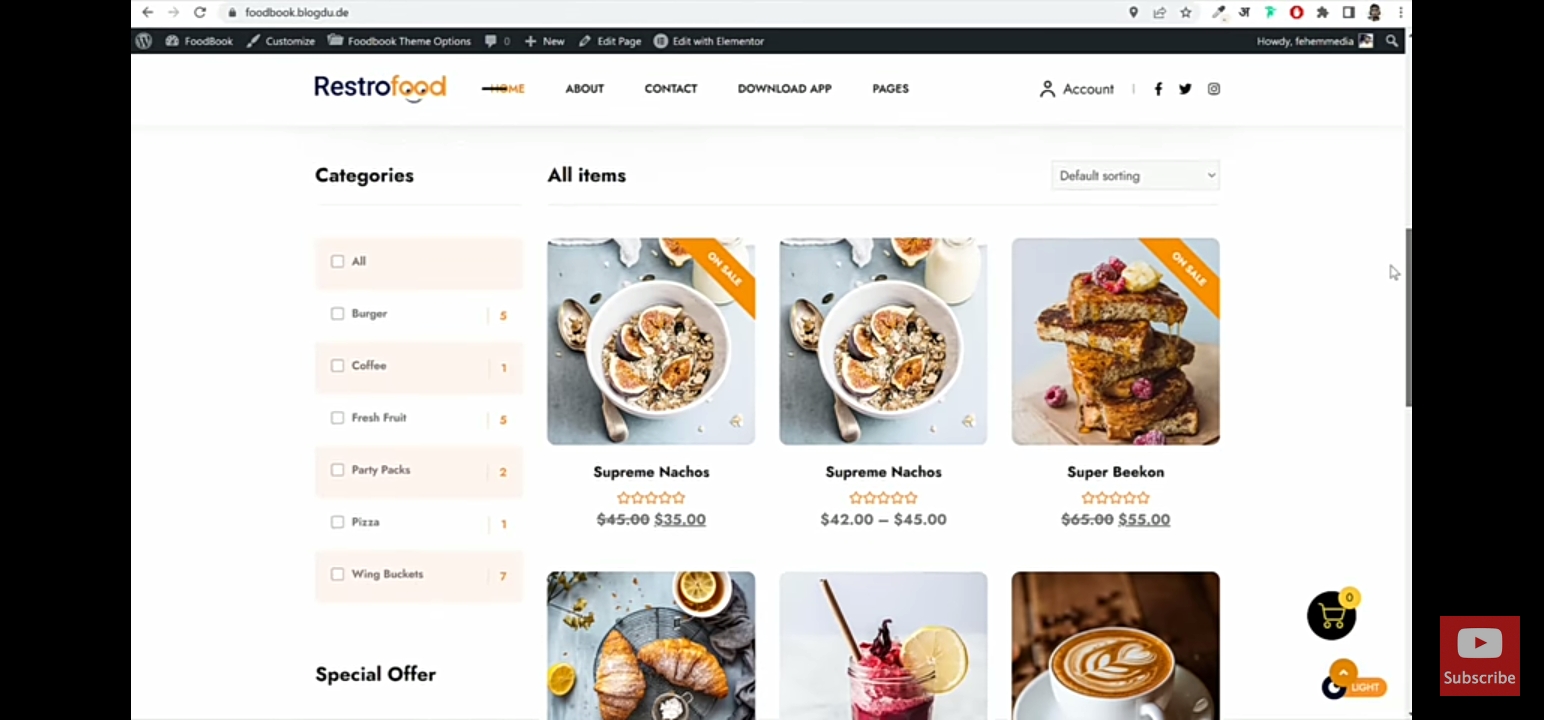 foodbook.blogdu.de
अ
FoodBook Customize Foodbook Theme Options 0 New Edit Page Edit with Elementor Howdy, fehemmedia
Restrofood HOME ABOUT CONTACT DOWNLOAD APP PAGES Account
Categories
All items
Default sorting
All
Burger 5
Coffee 1
Fresh Fruit 5
Party Packs 2
Pizza 1
Wing Buckets 7
Special Offer
ON SALE
ON SALE
Supreme Nachos
$45.00 $35.00
Supreme Nachos
$42.00 – $45.00
Super Beekon
$65.00 $55.00
0
LIGHT
Subscribe